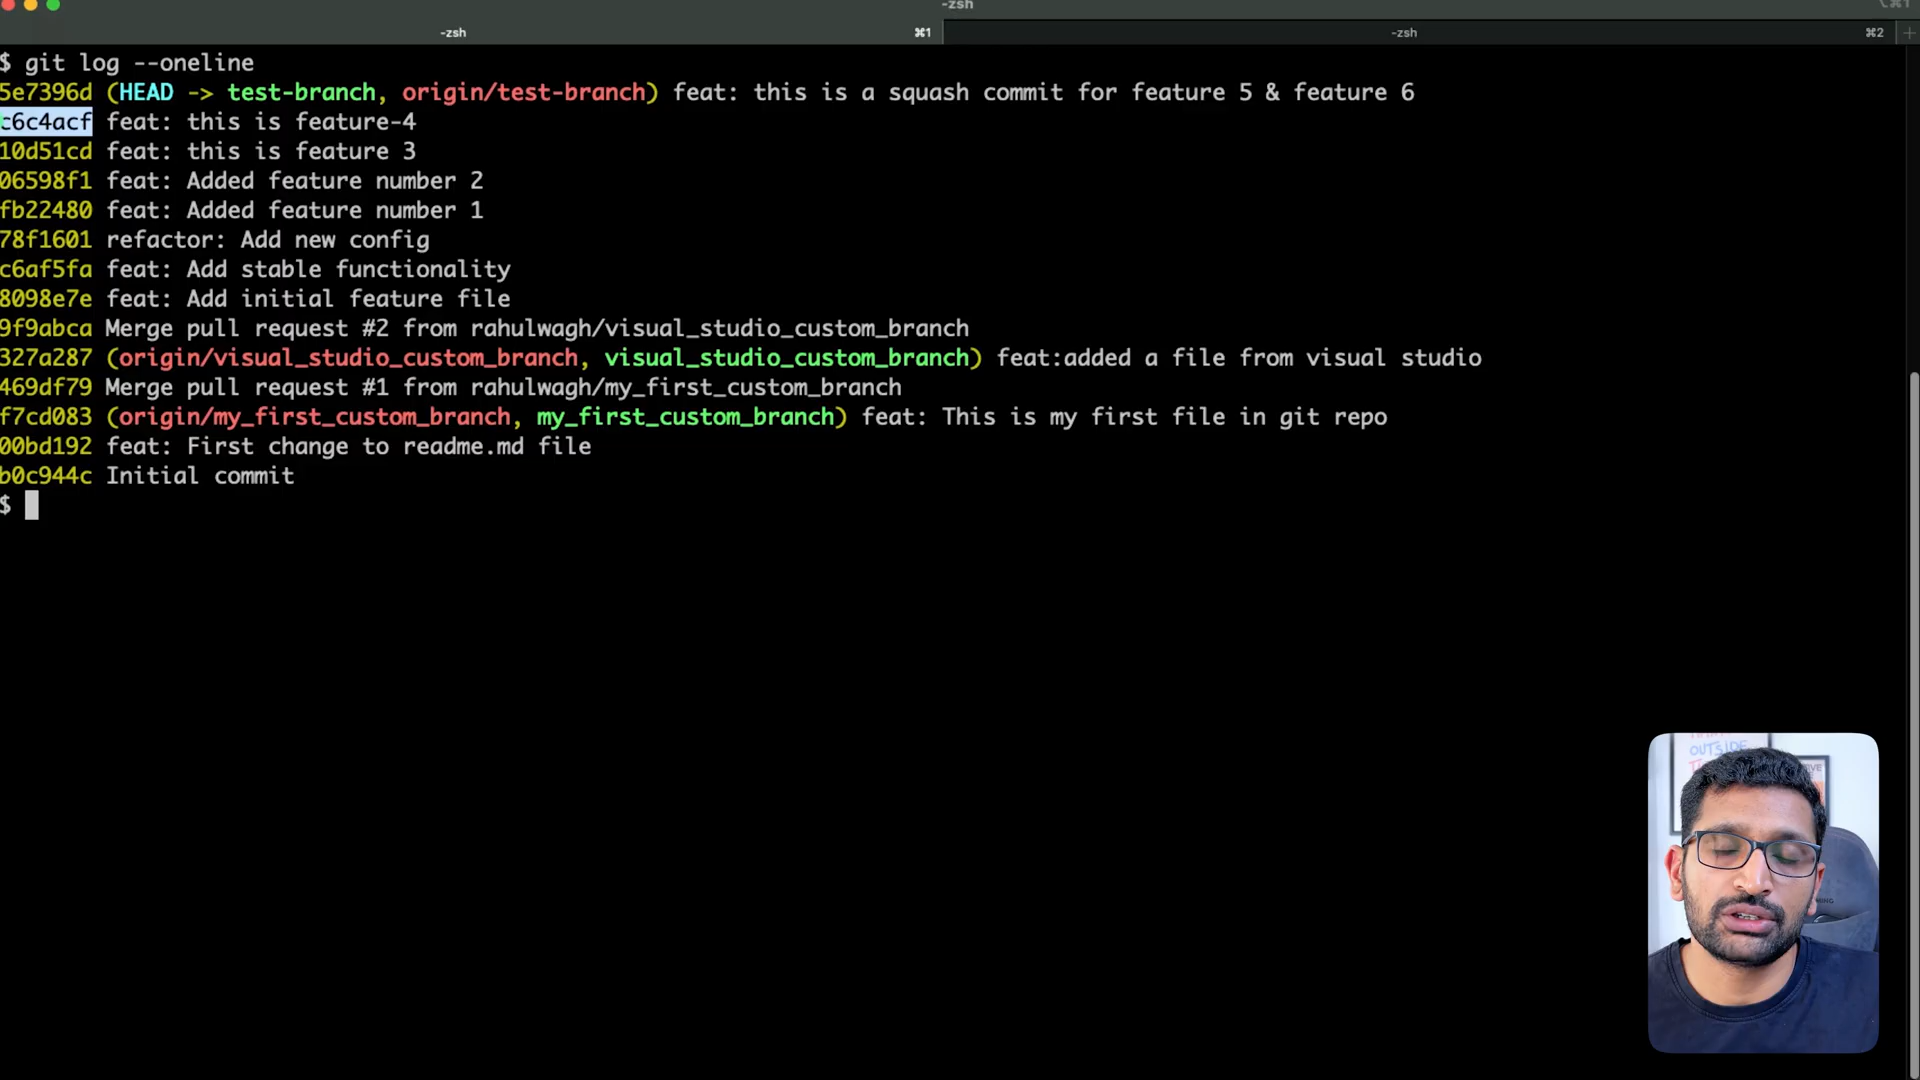 -zsh
-zsh ⌘1 -zsh ⌘2 +
$ git log --oneline
5e7396d (HEAD -> test-branch, origin/test-branch) feat: this is a squash commit for feature 5 & feature 6
c6c4acf feat: this is feature-4
10d51cd feat: this is feature 3
06598f1 feat: Added feature number 2
fb22480 feat: Added feature number 1
78f1601 refactor: Add new config
c6af5fa feat: Add stable functionality
8098e7e feat: Add initial feature file
9f9abca Merge pull request #2 from rahulwagh/visual_studio_custom_branch
327a287 (origin/visual_studio_custom_branch, visual_studio_custom_branch) feat:added a file from visual studio
469df79 Merge pull request #1 from rahulwagh/my_first_custom_branch
f7cd083 (origin/my_first_custom_branch, my_first_custom_branch) feat: This is my first file in git repo
00bd192 feat: First change to readme.md file
b0c944c Initial commit
$
OUTSIDE